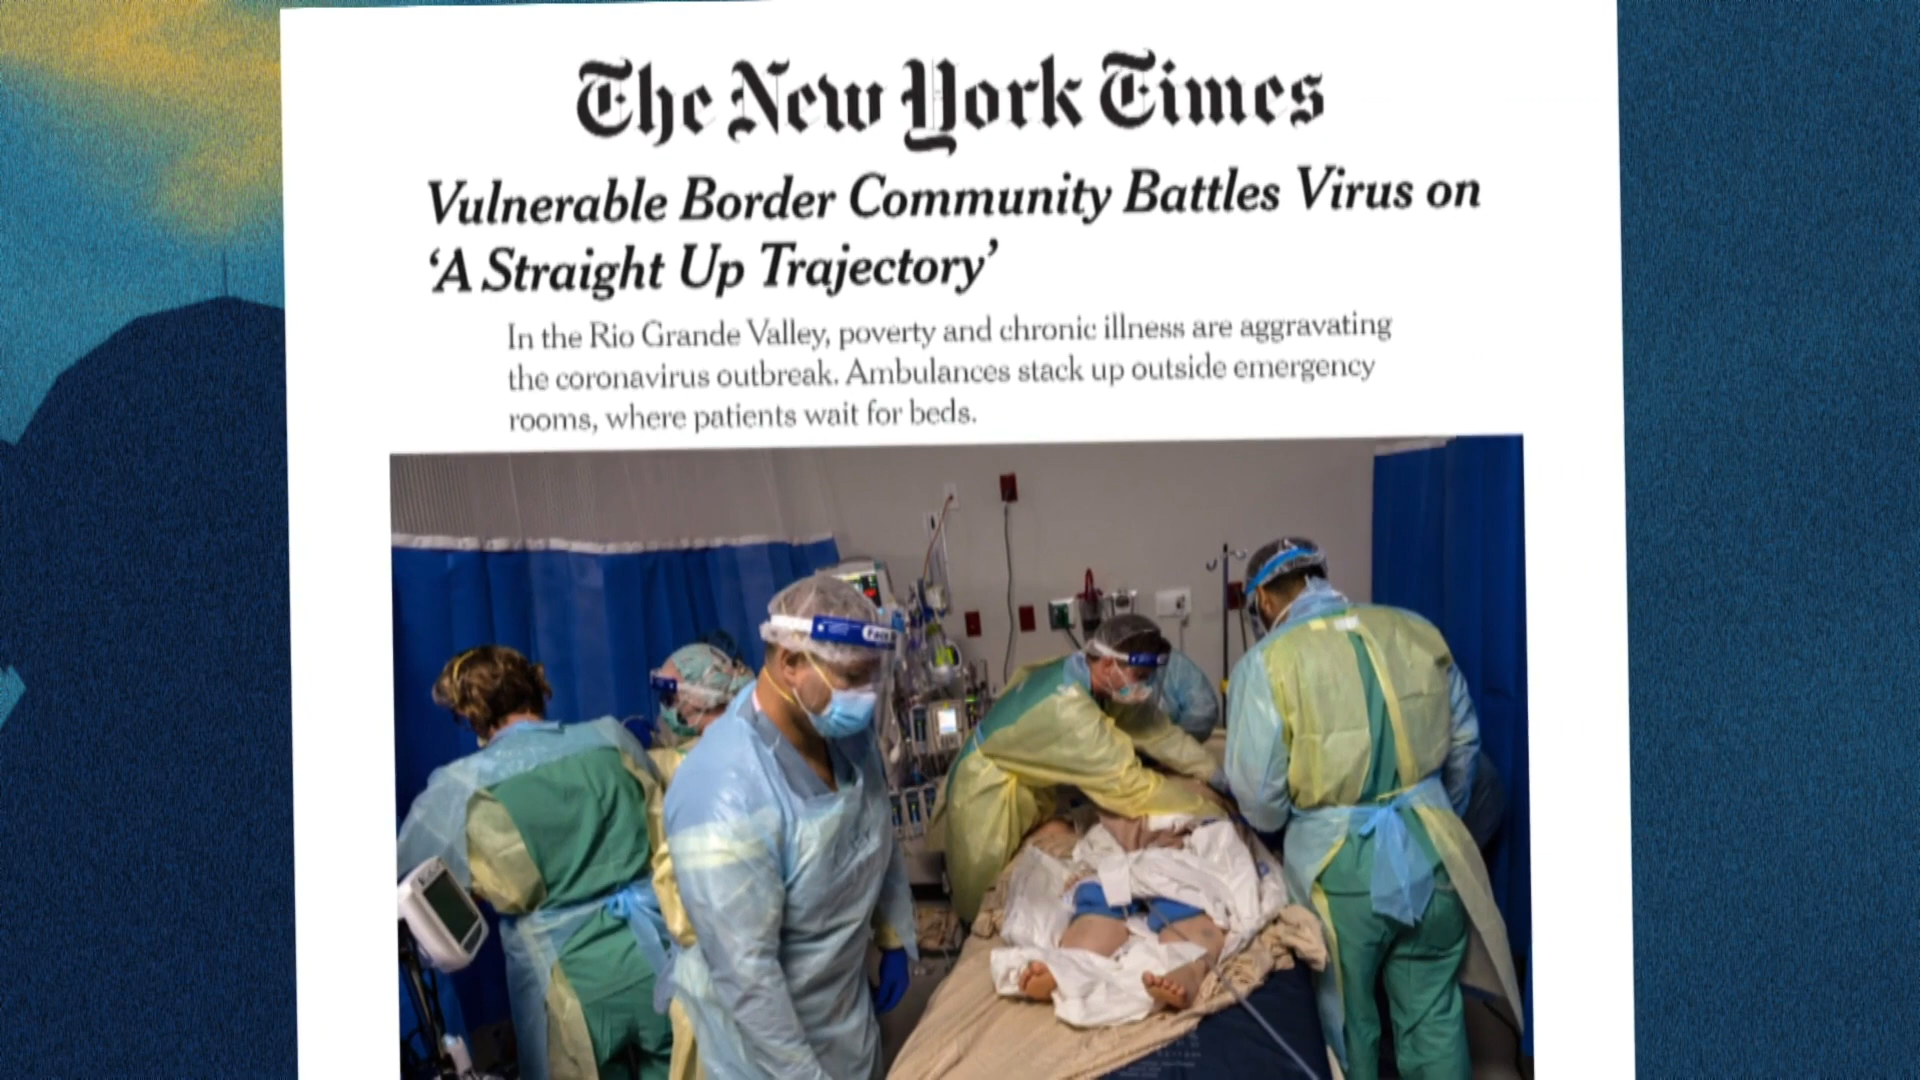 The New York Times
Vulnerable Border Community Battles Virus on
‘A Straight Up Trajectory’
In the Rio Grande Valley, poverty and chronic illness are aggravating
the coronavirus outbreak. Ambulances stack up outside emergency
rooms, where patients wait for beds.